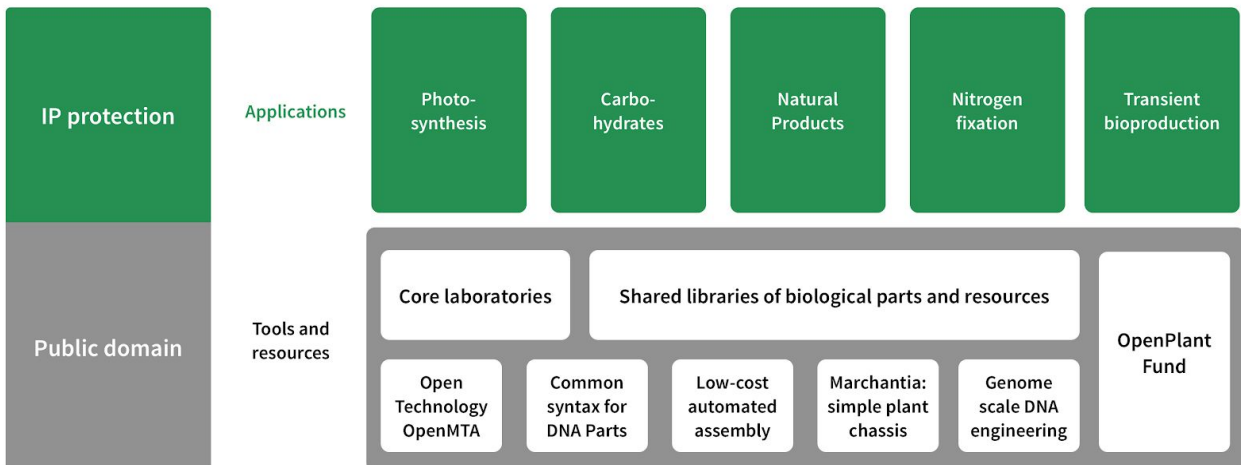 IP protection
Applications
Photo-
synthesis
Carbo-
hydrates
Natural
Products
Nitrogen
fixation
Transient
bioproduction
Public domain
Tools and
resources
Core laboratories
Shared libraries of biological parts and resources
OpenPlant
Fund
Open
Technology
OpenMTA
Common
syntax for
DNA Parts
Low-cost
automated
assembly
Marchantia:
simple plant
chassis
Genome
scale DNA
engineering